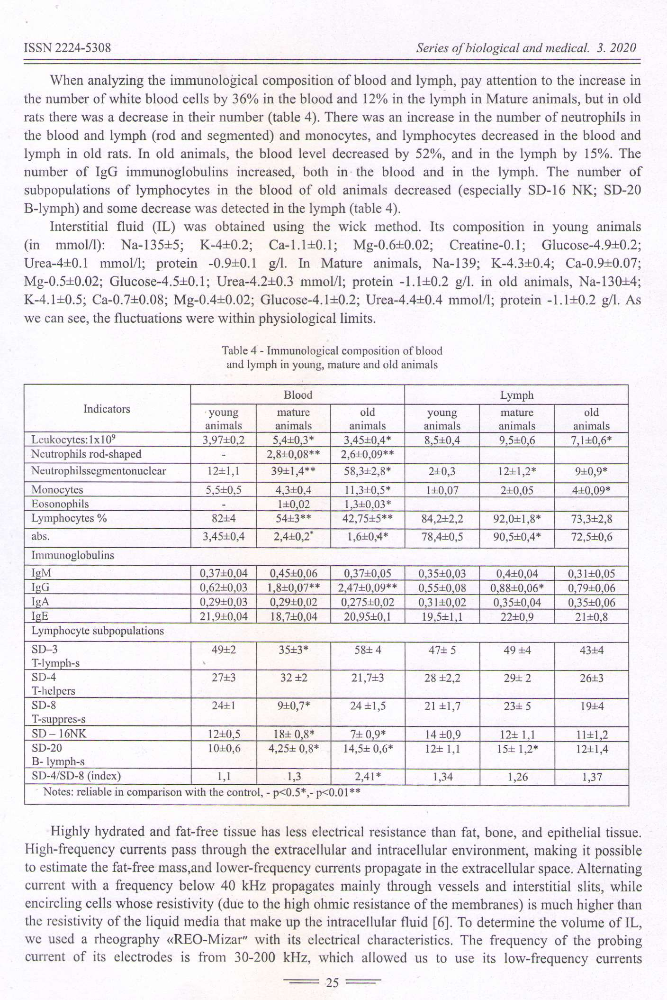 ISSN 2224-5308 Series of biological and medical. 3. 2020
When analyzing the immunological composition of blood and lymph, pay attention to the increase in
the number of white blood cells by 36% in the blood and 12% in the lymph in Mature animals, but in old
rats there was a decrease in their number (table 4). There was an increase in the number of neutrophils in
the blood and lymph (rod and segmented) and monocytes, and lymphocytes decreased in the blood and
lymph in old rats. In old animals, the blood level decreased by 52%, and in the lymph by 15%. The
number of IgG immunoglobulins increased, both in the blood and in the lymph. The number of
subpopulations of lymphocytes in the blood of old animals decreased (especially SD-16 NK; SD-20
B-lymph) and some decrease was detected in the lymph (table 4).
Interstitial fluid (IL) was obtained using the wick method. Its composition in young animals
(in mmol/l): Na-135±5; K-4±0.2; Ca-1.1±0.1; Mg-0.6±0.02; Creatine-0.1; Glucose-4.9±0.2;
Urea-4±0.1 mmol/l; protein -0.9±0.1 g/l. In Mature animals, Na-139; K-4.3±0.4; Ca-0.9±0.07;
Mg-0.5±0.02; Glucose-4.5±0.1; Urea-4.2±0.3 mmol/l; protein -1.1±0.2 g/l. in old animals, Na-130±4;
K-4.1±0.5; Ca-0.7±0.08; Mg-0.4±0.02; Glucose-4.1±0.2; Urea-4.4±0.4 mmol/l; protein -1.1±0.2 g/l. As
we can see, the fluctuations were within physiological limits.
Table 4 - Immunological composition of blood
and lymph in young, mature and old animals
Indicators Blood Lymph
young animals mature animals old animals young animals mature animals old animals
Leukocytes:1x10⁹ 3,97±0,2 5,4±0,3* 3,45±0,4* 8,5±0,4 9,5±0,6 7,1±0,6*
Neutrophils rod-shaped - 2,8±0,08** 2,6±0,09**
Neutrophilssegmentonuclear 12±1,1 39±1,4** 58,3±2,8* 2±0,3 12±1,2* 9±0,9*
Monocytes 5,5±0,5 4,3±0,4 11,3±0,5* 1±0,07 2±0,05 4±0,09*
Eosonophils - 1±0,02 1,3±0,03*
Lymphocytes % 82±4 54±3** 42,75±5** 84,2±2,2 92,0±1,8* 73,3±2,8
abs. 3,45±0,4 2,4±0,2* 1,6±0,4* 78,4±0,5 90,5±0,4* 72,5±0,6
Immunoglobulins
IgM 0,37±0,04 0,45±0,06 0,37±0,05 0,35±0,03 0,4±0,04 0,31±0,05
IgG 0,62±0,03 1,8±0,07** 2,47±0,09** 0,55±0,08 0,88±0,06* 0,79±0,06
IgA 0,29±0,03 0,29±0,02 0,275±0,02 0,31±0,02 0,35±0,04 0,35±0,06
IgE 21,9±0,04 18,7±0,04 20,95±0,1 19,5±1,1 22±0,9 21±0,8
Lymphocyte subpopulations
SD–3 49±2 35±3* 58± 4 47± 5 49 ±4 43±4
T-lymph-s
SD-4 27±3 32 ±2 21,7±3 28 ±2,2 29± 2 26±3
T-helpers
SD-8 24±1 9±0,7* 24 ±1,5 21 ±1,7 23± 5 19±4
T-suppres-s
SD – 16NK 12±0,5 18± 0,8* 7± 0,9* 14 ±0,9 12± 1,1 11±1,2
SD-20 10±0,6 4,25± 0,8* 14,5± 0,6* 12± 1,1 15± 1,2* 12±1,4
B- lymph-s
SD-4/SD-8 (index) 1,1 1,3 2,41* 1,34 1,26 1,37
Notes: reliable in comparison with the control, - p<0.5*,- p<0.01**
Highly hydrated and fat-free tissue has less electrical resistance than fat, bone, and epithelial tissue.
High-frequency currents pass through the extracellular and intracellular environment, making it possible
to estimate the fat-free mass,and lower-frequency currents propagate in the extracellular space. Alternating
current with a frequency below 40 kHz propagates mainly through vessels and interstitial slits, while
encircling cells whose resistivity (due to the high ohmic resistance of the membranes) is much higher than
the resistivity of the liquid media that make up the intracellular fluid [6]. To determine the volume of IL,
we used a rheography «REO-Mizar" with its electrical characteristics. The frequency of the probing
current of its electrodes is from 30-200 kHz, which allowed us to use its low-frequency currents
25